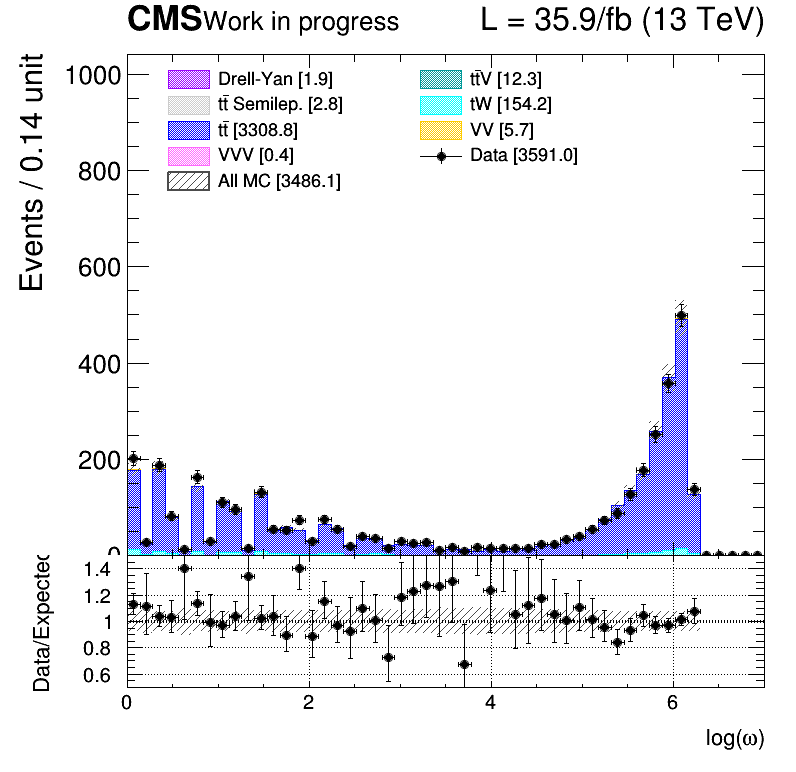 CMS Work in progress L = 35.9/fb (13 TeV)
Events / 0.14 unit
1000
800
600
400
200
0
Drell-Yan [1.9]
tt̄ Semilep. [2.8]
tt̄ [3308.8]
VVV [0.4]
All MC [3486.1]
tt̄V [12.3]
tW [154.2]
VV [5.7]
Data [3591.0]
Data/Expected
1.4
1.2
1
0.8
0.6
0 2 4 6
log(ω)